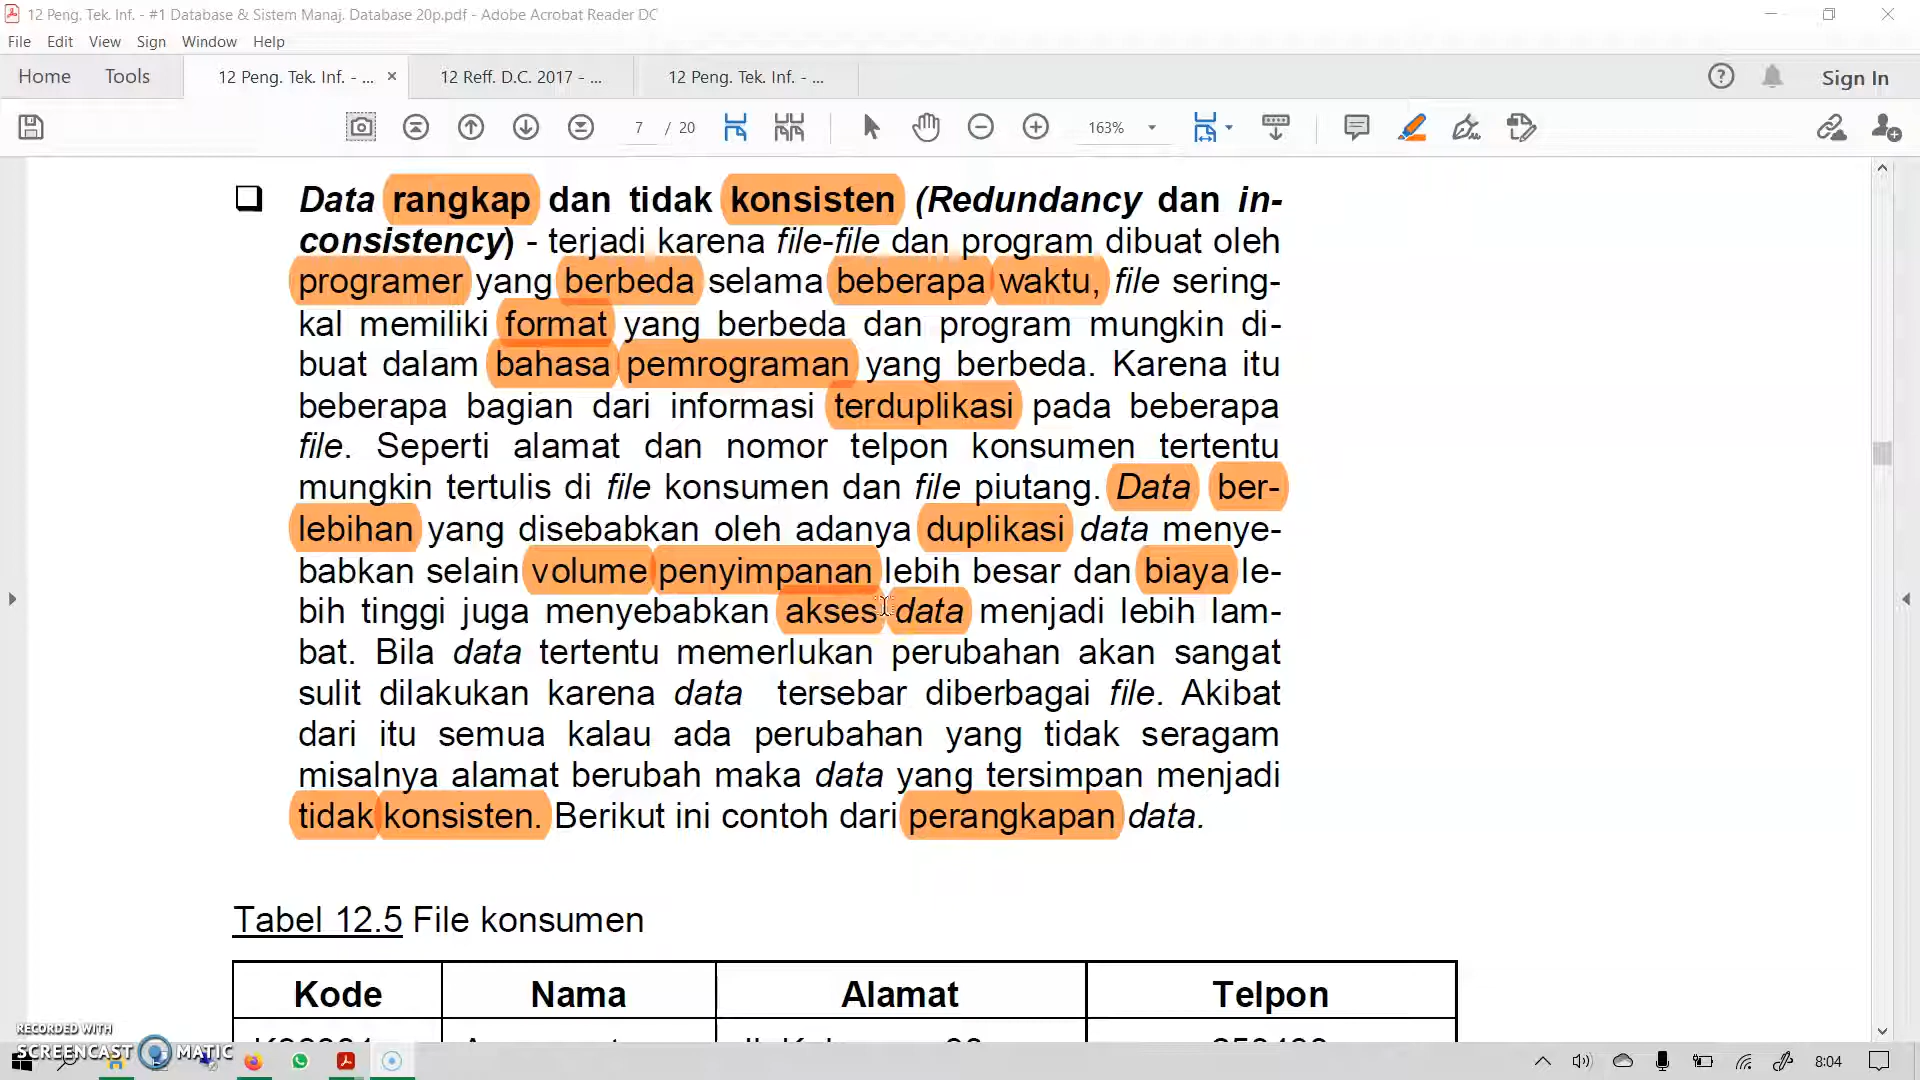 12 Peng. Tek. Inf. - #1 Database & Sistem Manaj. Database 20p.pdf - Adobe Acrobat Reader DC
File Edit View Sign Window Help
Home Tools 12 Peng. Tek. Inf. - ... × 12 Reff. D.C. 2017 - ... 12 Peng. Tek. Inf. - ... Sign In
7 / 20 163%
Data rangkap dan tidak konsisten (Redundancy dan in-
consistency) - terjadi karena file-file dan program dibuat oleh
programer yang berbeda selama beberapa waktu, file sering-
kal memiliki format yang berbeda dan program mungkin di-
buat dalam bahasa pemrograman yang berbeda. Karena itu
beberapa bagian dari informasi terduplikasi pada beberapa
file. Seperti alamat dan nomor telpon konsumen tertentu
mungkin tertulis di file konsumen dan file piutang. Data ber-
lebihan yang disebabkan oleh adanya duplikasi data menye-
babkan selain volume penyimpanan lebih besar dan biaya le-
bih tinggi juga menyebabkan akses data menjadi lebih lam-
bat. Bila data tertentu memerlukan perubahan akan sangat
sulit dilakukan karena data tersebar diberbagai file. Akibat
dari itu semua kalau ada perubahan yang tidak seragam
misalnya alamat berubah maka data yang tersimpan menjadi
tidak konsisten. Berikut ini contoh dari perangkapan data.
Tabel 12.5 File konsumen
Kode Nama Alamat Telpon
RECORDED WITH
SCREENCAST MATIC
8:04